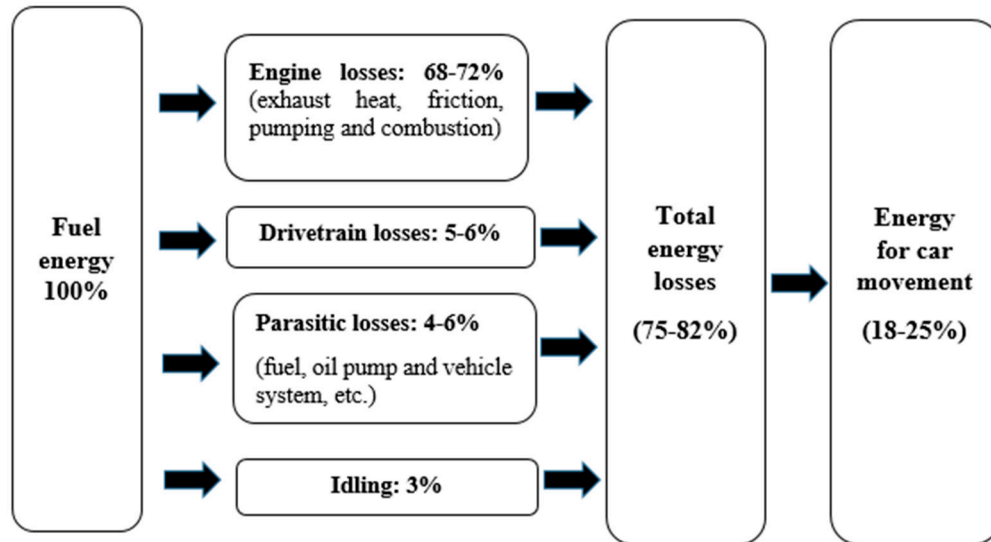 Fuel
energy
100%
Engine losses: 68-72%
(exhaust heat, friction,
pumping and combustion)
Drivetrain losses: 5-6%
Parasitic losses: 4-6%
(fuel, oil pump and vehicle
system, etc.)
Idling: 3%
Total
energy
losses
(75-82%)
Energy
for car
movement
(18-25%)